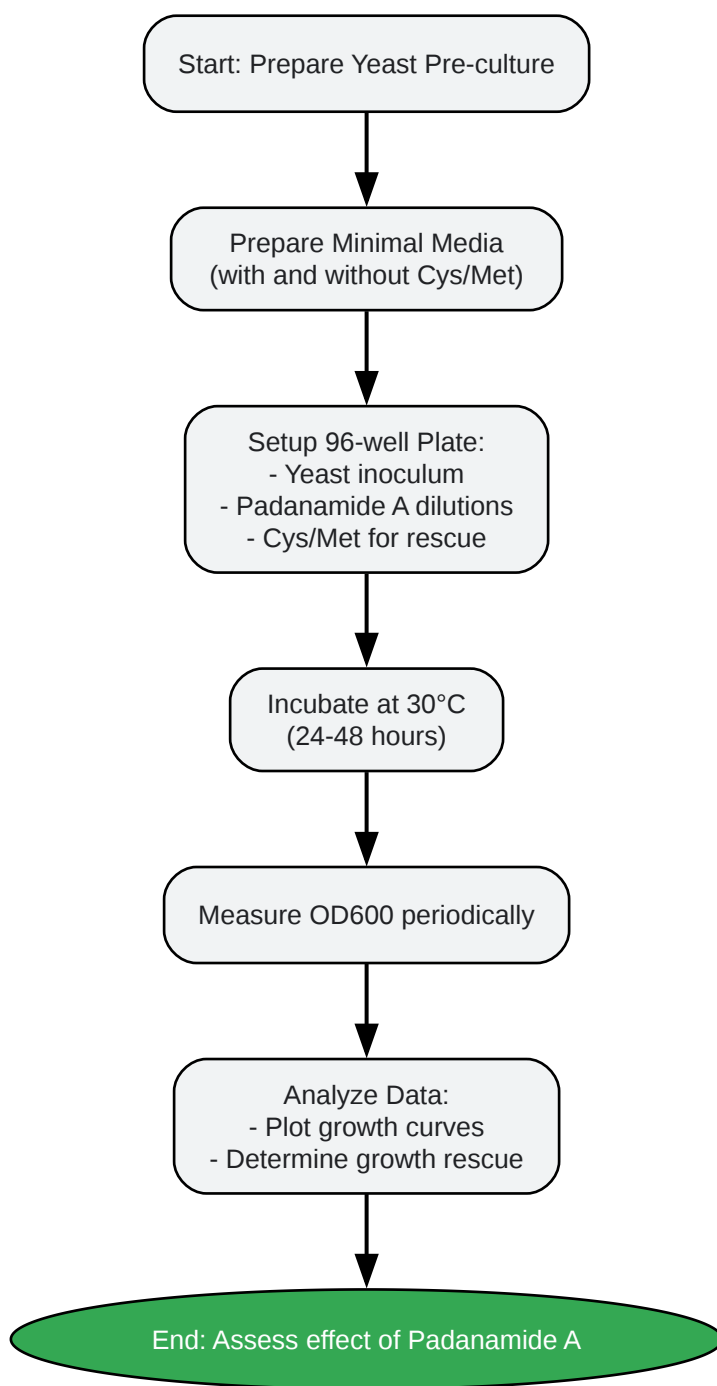 Start: Prepare Yeast Pre-culture
Prepare Minimal Media
(with and without Cys/Met)
Setup 96-well Plate:
- Yeast inoculum
- Padanamide A dilutions
- Cys/Met for rescue
Incubate at 30°C
(24-48 hours)
Measure OD600 periodically
Analyze Data:
- Plot growth curves
- Determine growth rescue
End: Assess effect of Padanamide A